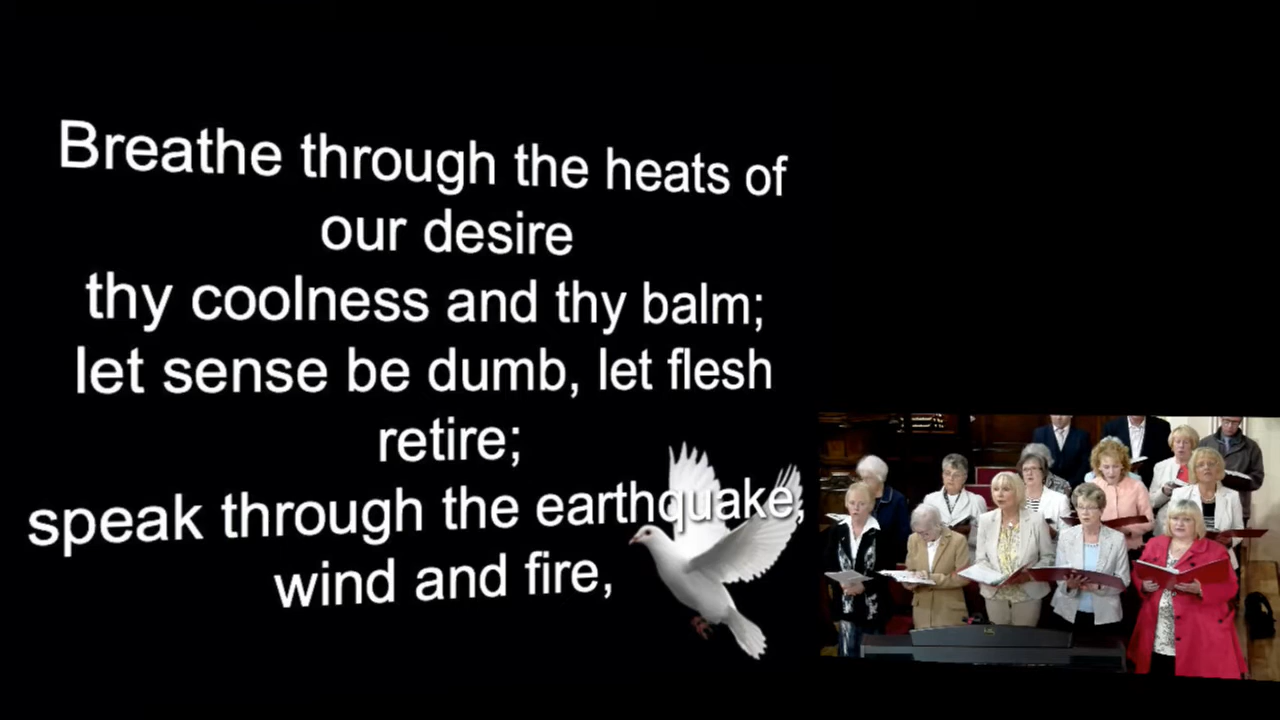 Breathe through the heats of
our desire
thy coolness and thy balm;
let sense be dumb, let flesh
retire;
speak through the earthquake,
wind and fire,